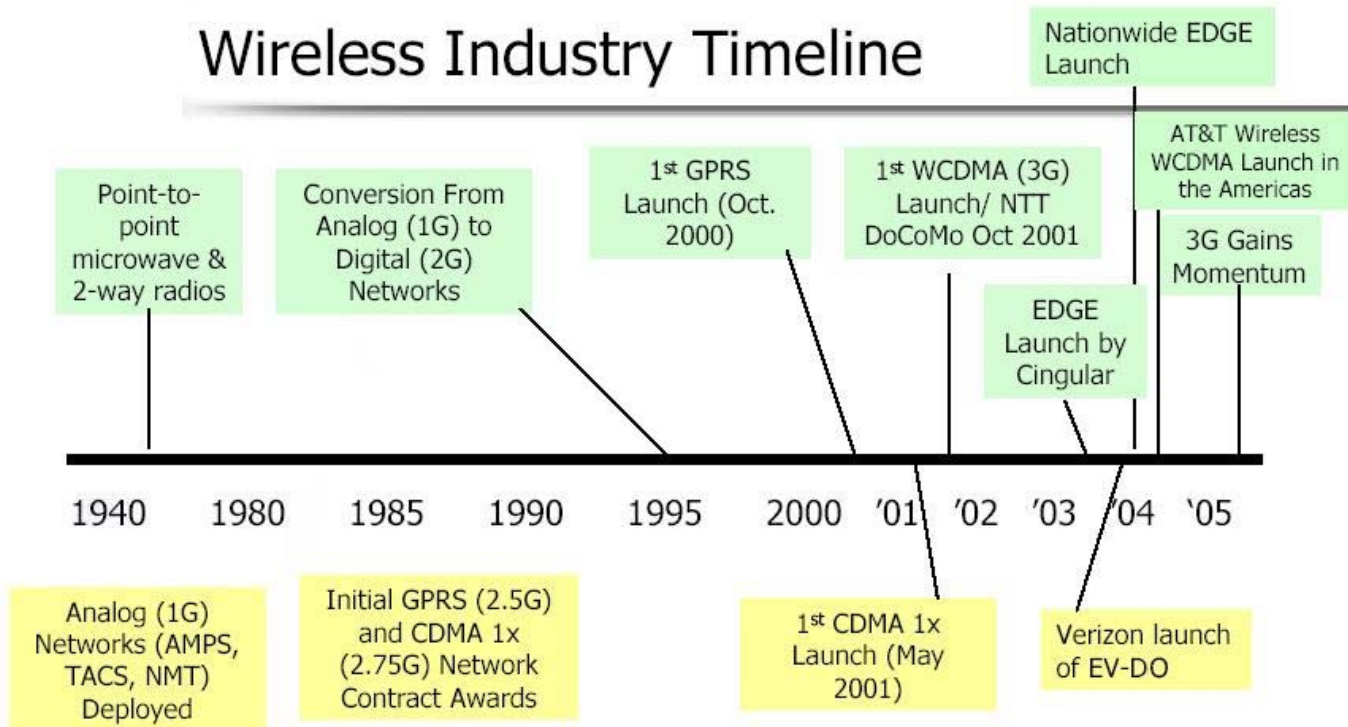 Wireless Industry Timeline
Nationwide EDGE
Launch
AT&T Wireless
WCDMA Launch in
the Americas
Point-to-
point
microwave &
2-way radios
Conversion From
Analog (1G) to
Digital (2G)
Networks
1st GPRS
Launch (Oct.
2000)
1st WCDMA (3G)
Launch/ NTT
DoCoMo Oct 2001
3G Gains
Momentum
EDGE
Launch by
Cingular
1940 1980 1985 1990 1995 2000 '01 '02 '03 '04 '05
Analog (1G)
Networks (AMPS,
TACS, NMT)
Deployed
Initial GPRS (2.5G)
and CDMA 1x
(2.75G) Network
Contract Awards
1st CDMA 1x
Launch (May
2001)
Verizon launch
of EV-DO